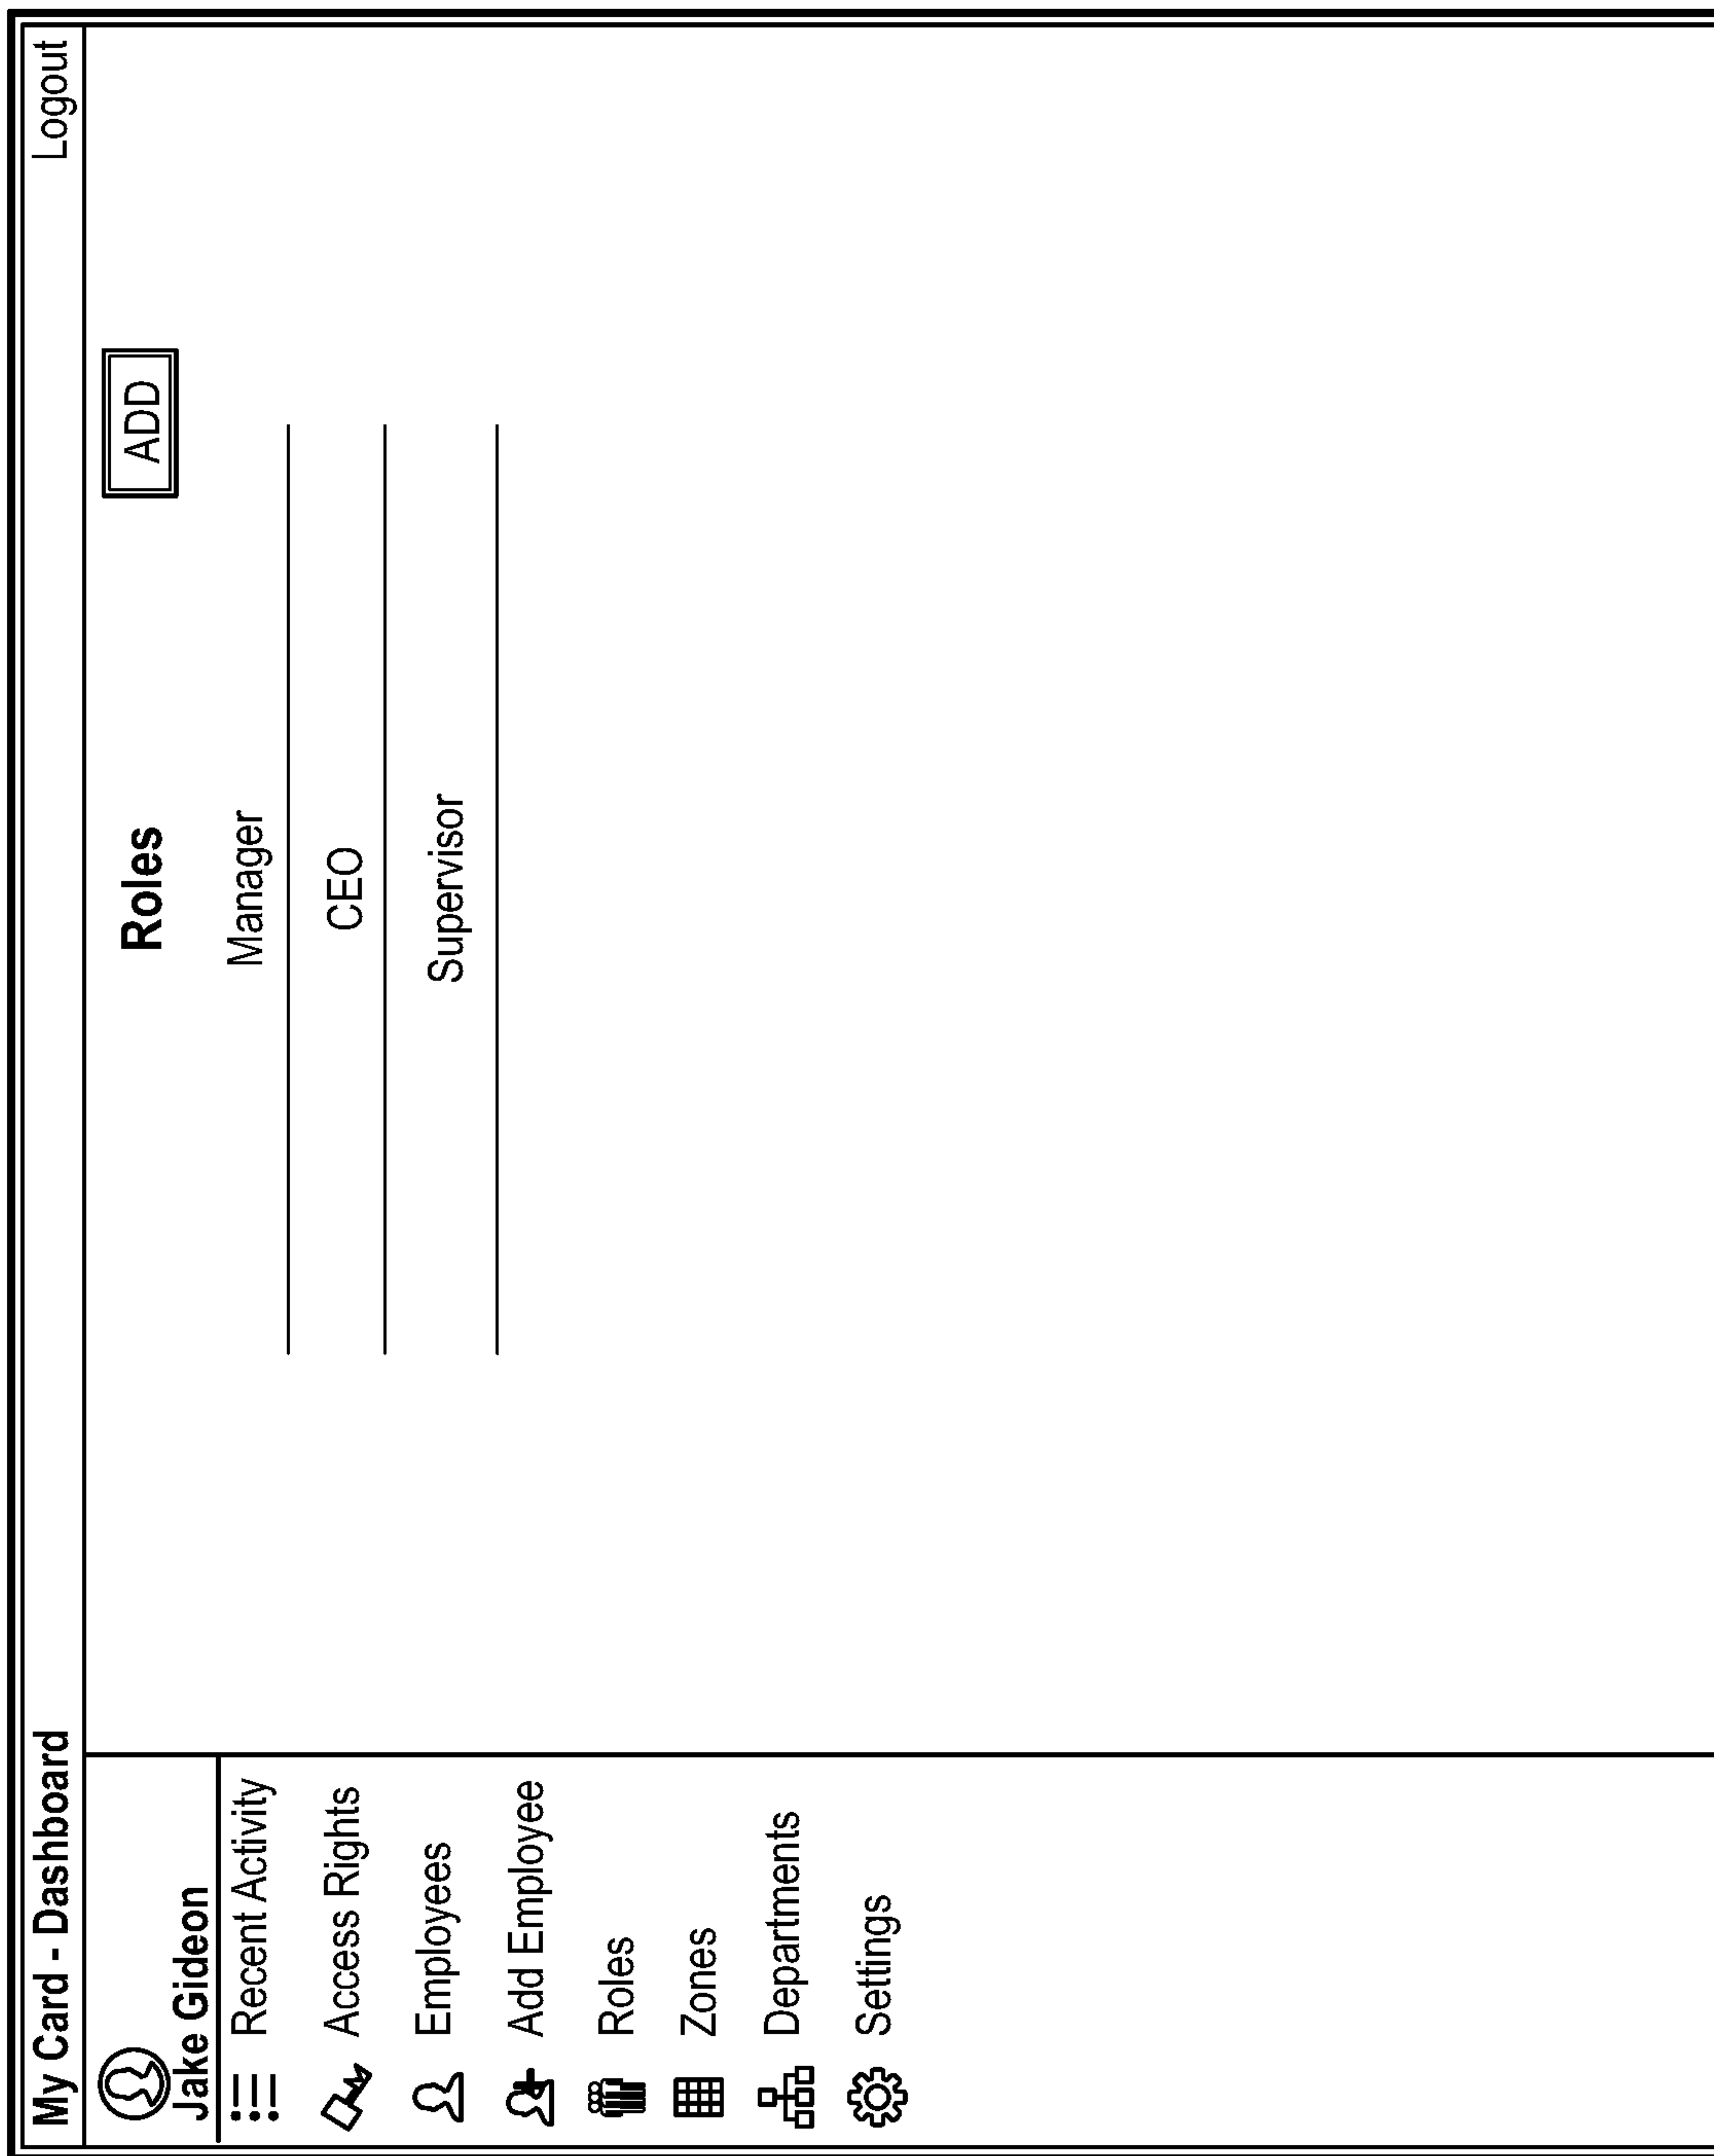 My Card - Dashboard
Logout
Jake Gideon
Recent Activity
Access Rights
Employees
Add Employee
Roles
Zones
Departments
Settings
Roles
ADD
Manager
CEO
Supervisor